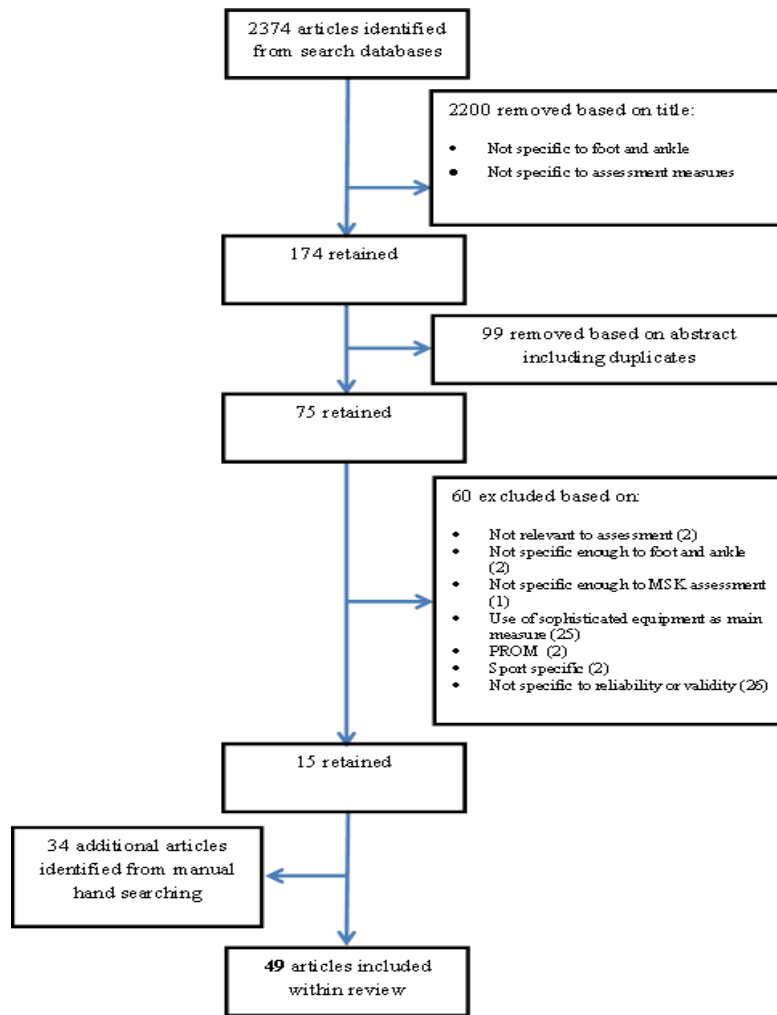 2374 articles identified
from search databases
2200 removed based on title:
• Not specific to foot and ankle
• Not specific to assessment measures
174 retained
99 removed based on abstract
including duplicates
75 retained
60 excluded based on:
• Not relevant to assessment (2)
• Not specific enough to foot and ankle
(2)
• Not specific enough to MSK assessment
(1)
• Use of sophisticated equipment as main
measure (25)
• PROM (2)
• Sport specific (2)
• Not specific to reliability or validity (26)
15 retained
34 additional articles
identified from manual
hand searching
49 articles included
within review